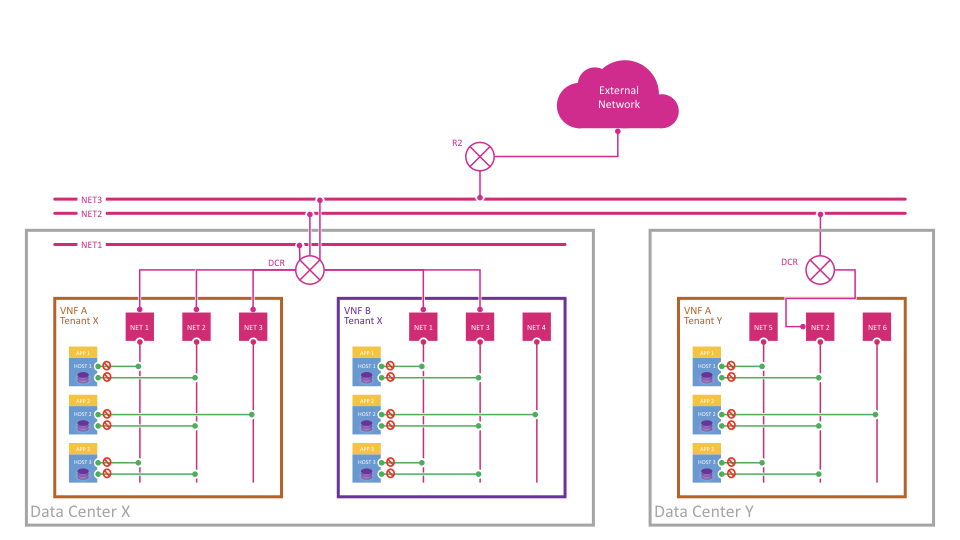 External
Network
R2
NET3
NET2
NET1
DCR
DCR
VNF A
Tenant X
NET 1
NET 2
NET 3
APP 1
HOST 1
APP 2
HOST 2
APP 3
HOST 1
VNF B
Tenant X
NET 1
NET 3
NET 4
APP 1
HOST 1
APP 2
HOST 2
APP 3
HOST 3
Data Center X
VNF A
Tenant Y
NET 5
NET 2
NET 6
APP 1
HOST 1
APP 2
HOST 2
APP 3
HOST 1
Data Center Y